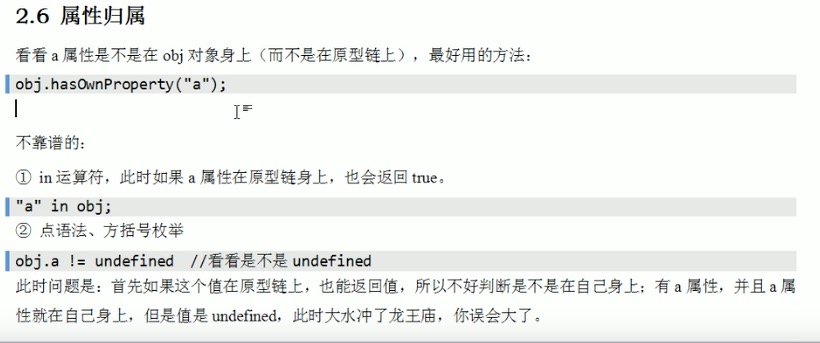 2.6 属性归属
看看 a 属性是不是在 obj 对象身上（而不是在原型链上），最好用的方法：
obj.hasOwnProperty("a");
不靠谱的：
① in 运算符，此时如果 a 属性在原型链身上，也会返回 true。
"a" in obj;
② 点语法、方括号枚举
obj.a != undefined  //看看是不是 undefined
此时问题是：首先如果这个值在原型链上，也能返回值，所以不好判断是不是在自己身上；有 a 属性，并且 a 属
性就在自己身上，但是值是 undefined，此时大水冲了龙王庙，你误会大了。